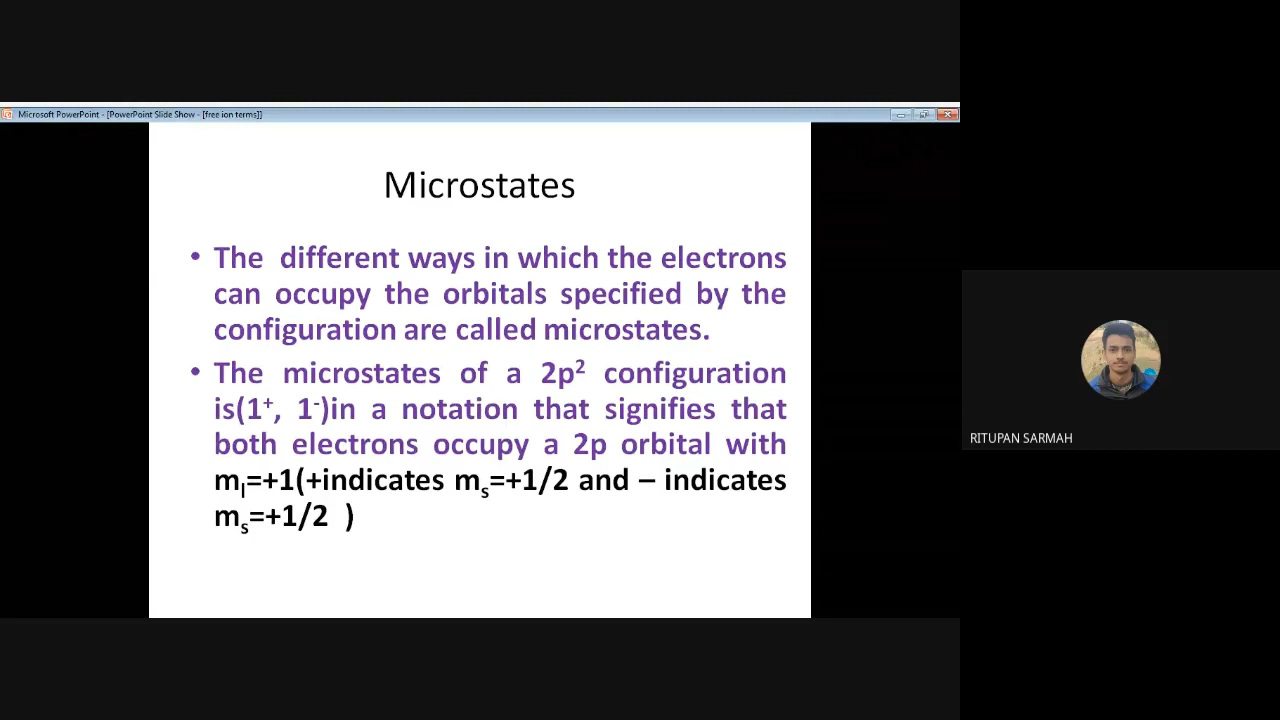 Microsoft PowerPoint - [PowerPoint Slide Show - [free ion terms]]
Microstates
• The different ways in which the electrons
can occupy the orbitals specified by the
configuration are called microstates.
• The microstates of a 2p² configuration
is(1⁺, 1⁻)in a notation that signifies that
both electrons occupy a 2p orbital with
mₗ=+1(+indicates mₛ=+1/2 and – indicates
mₛ=+1/2 )
RITUPAN SARMAH